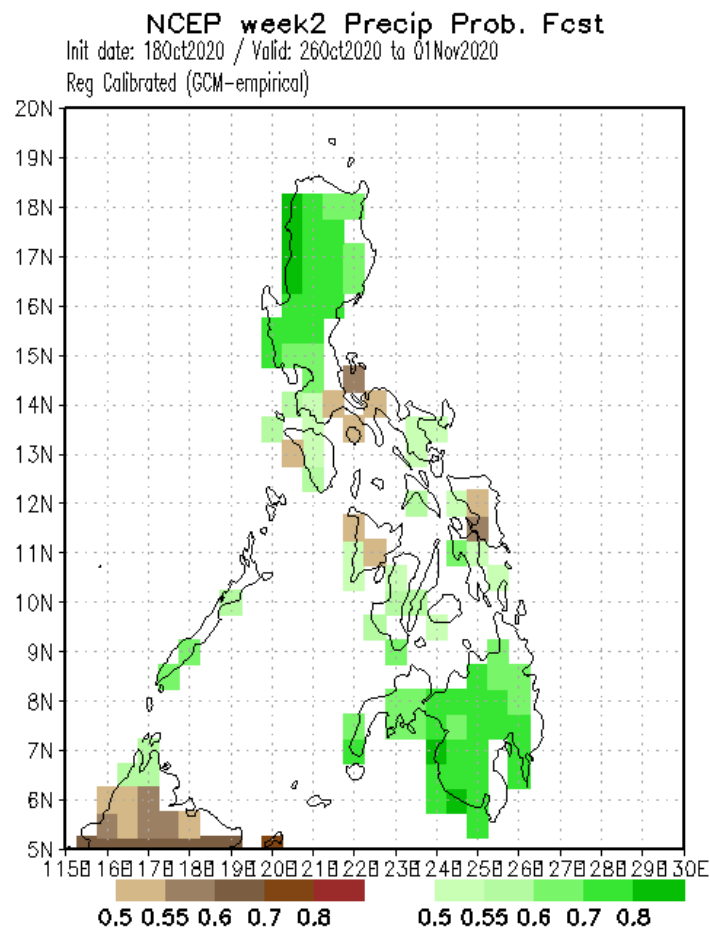 NCEP week2 Precip Prob. Fcst
Init date: 18Oct2020 / Valid: 26Oct2020 to 01Nov2020
Reg Calibrated (GCM-empirical)
20N
19N
18N
17N
16N
15N
14N
13N
12N
11N
10N
9N
8N
7N
6N
5N
115E 116E 117E 118E 119E 120E 121E 122E 123E 124E 125E 126E 127E 128E 129E 130E
0.5 0.55 0.6 0.7 0.8 0.5 0.55 0.6 0.7 0.8